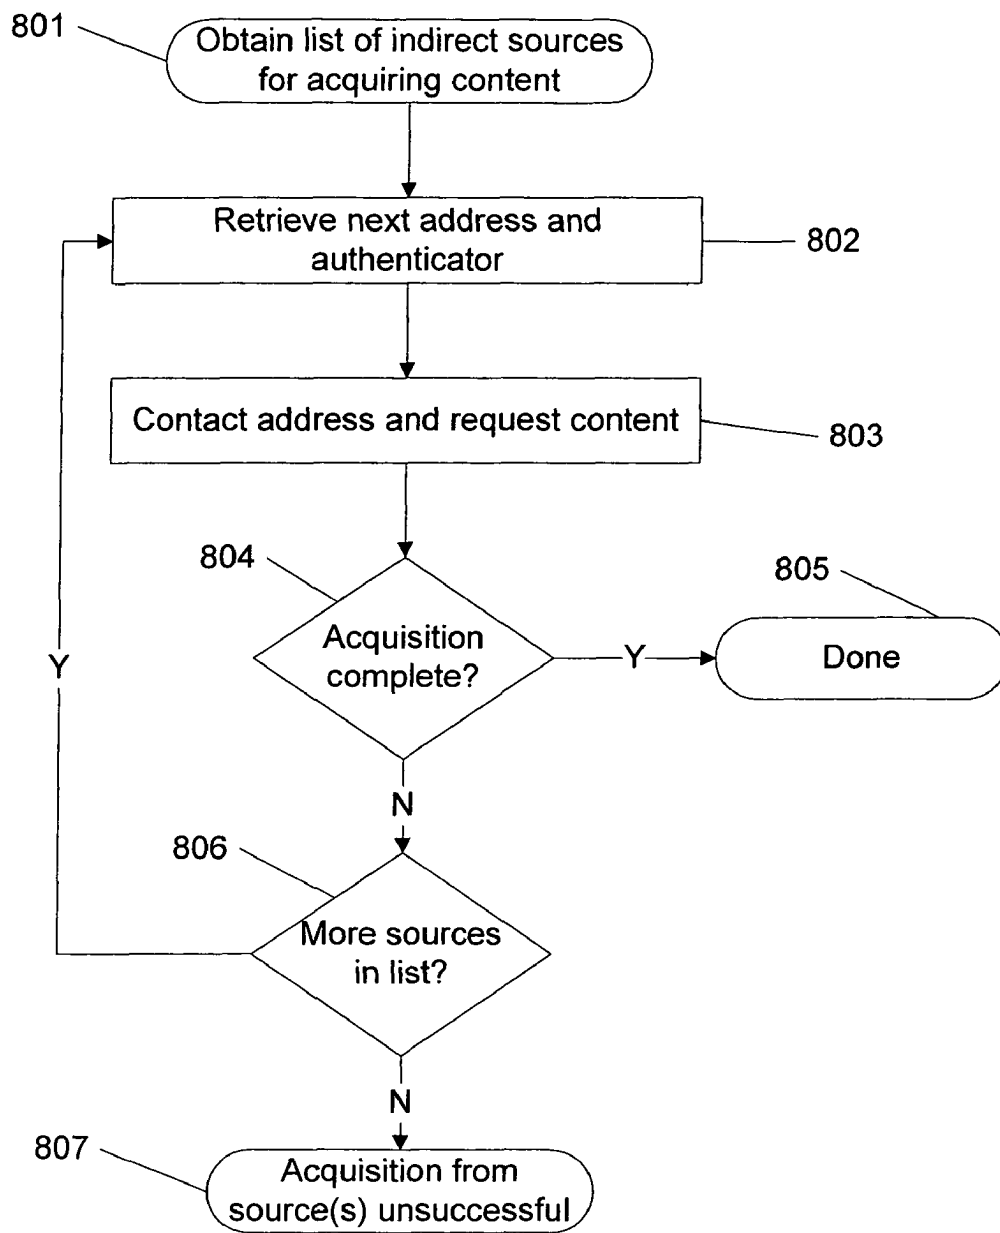 801
Obtain list of indirect sources
for acquiring content
Retrieve next address and
authenticator
802
Contact address and request content
803
804
Acquisition
complete?
Y
805
Done
Y
N
806
More sources
in list?
N
807
Acquisition from
source(s) unsuccessful